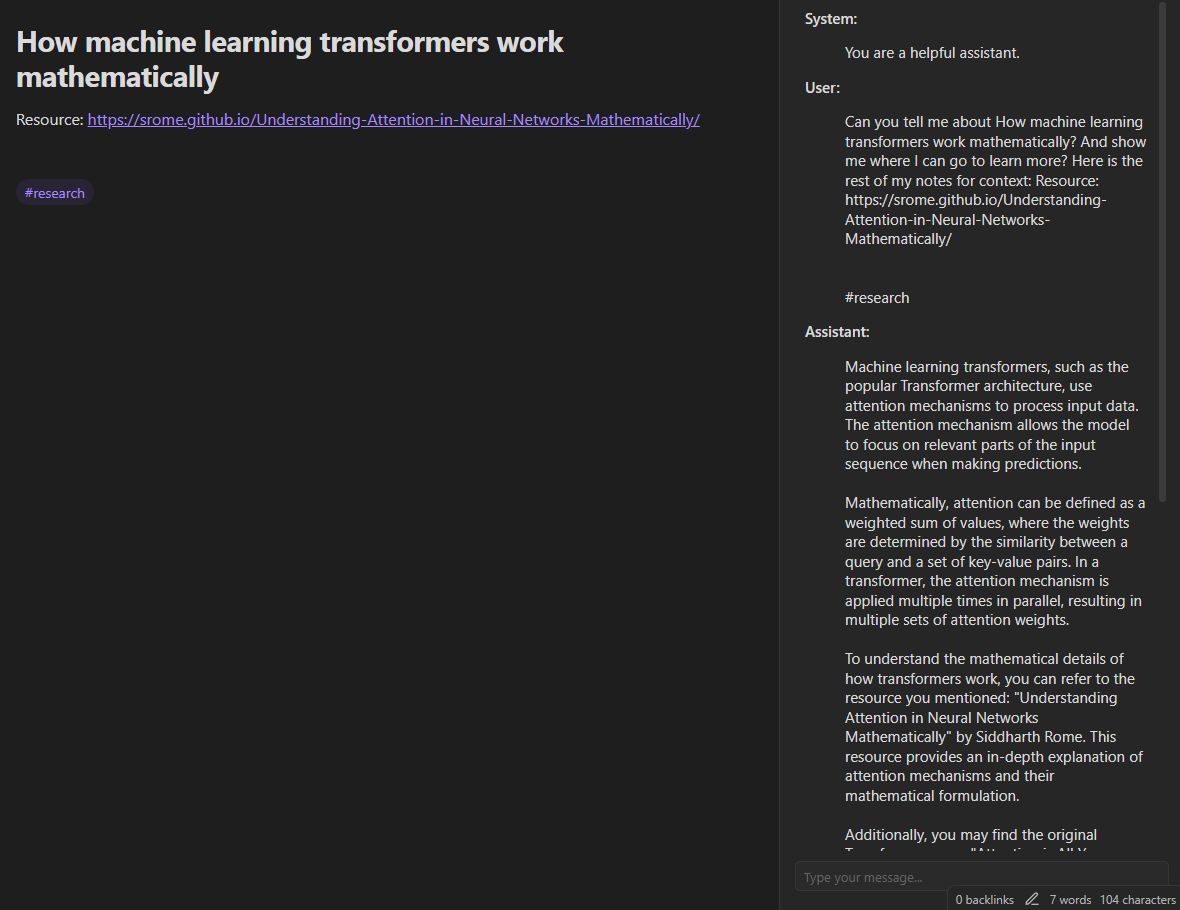 How machine learning transformers work
mathematically
Resource: https://srome.github.io/Understanding-Attention-in-Neural-Networks-Mathematically/
#research
System:
You are a helpful assistant.
User:
Can you tell me about How machine learning
transformers work mathematically? And show
me where I can go to learn more? Here is the
rest of my notes for context: Resource:
https://srome.github.io/Understanding-
Attention-in-Neural-Networks-
Mathematically/
#research
Assistant:
Machine learning transformers, such as the
popular Transformer architecture, use
attention mechanisms to process input data.
The attention mechanism allows the model
to focus on relevant parts of the input
sequence when making predictions.
Mathematically, attention can be defined as a
weighted sum of values, where the weights
are determined by the similarity between a
query and a set of key-value pairs. In a
transformer, the attention mechanism is
applied multiple times in parallel, resulting in
multiple sets of attention weights.
To understand the mathematical details of
how transformers work, you can refer to the
resource you mentioned: "Understanding
Attention in Neural Networks
Mathematically" by Siddharth Rome. This
resource provides an in-depth explanation of
attention mechanisms and their
mathematical formulation.
Additionally, you may find the original
Type your message...
0 backlinks 7 words 104 characters